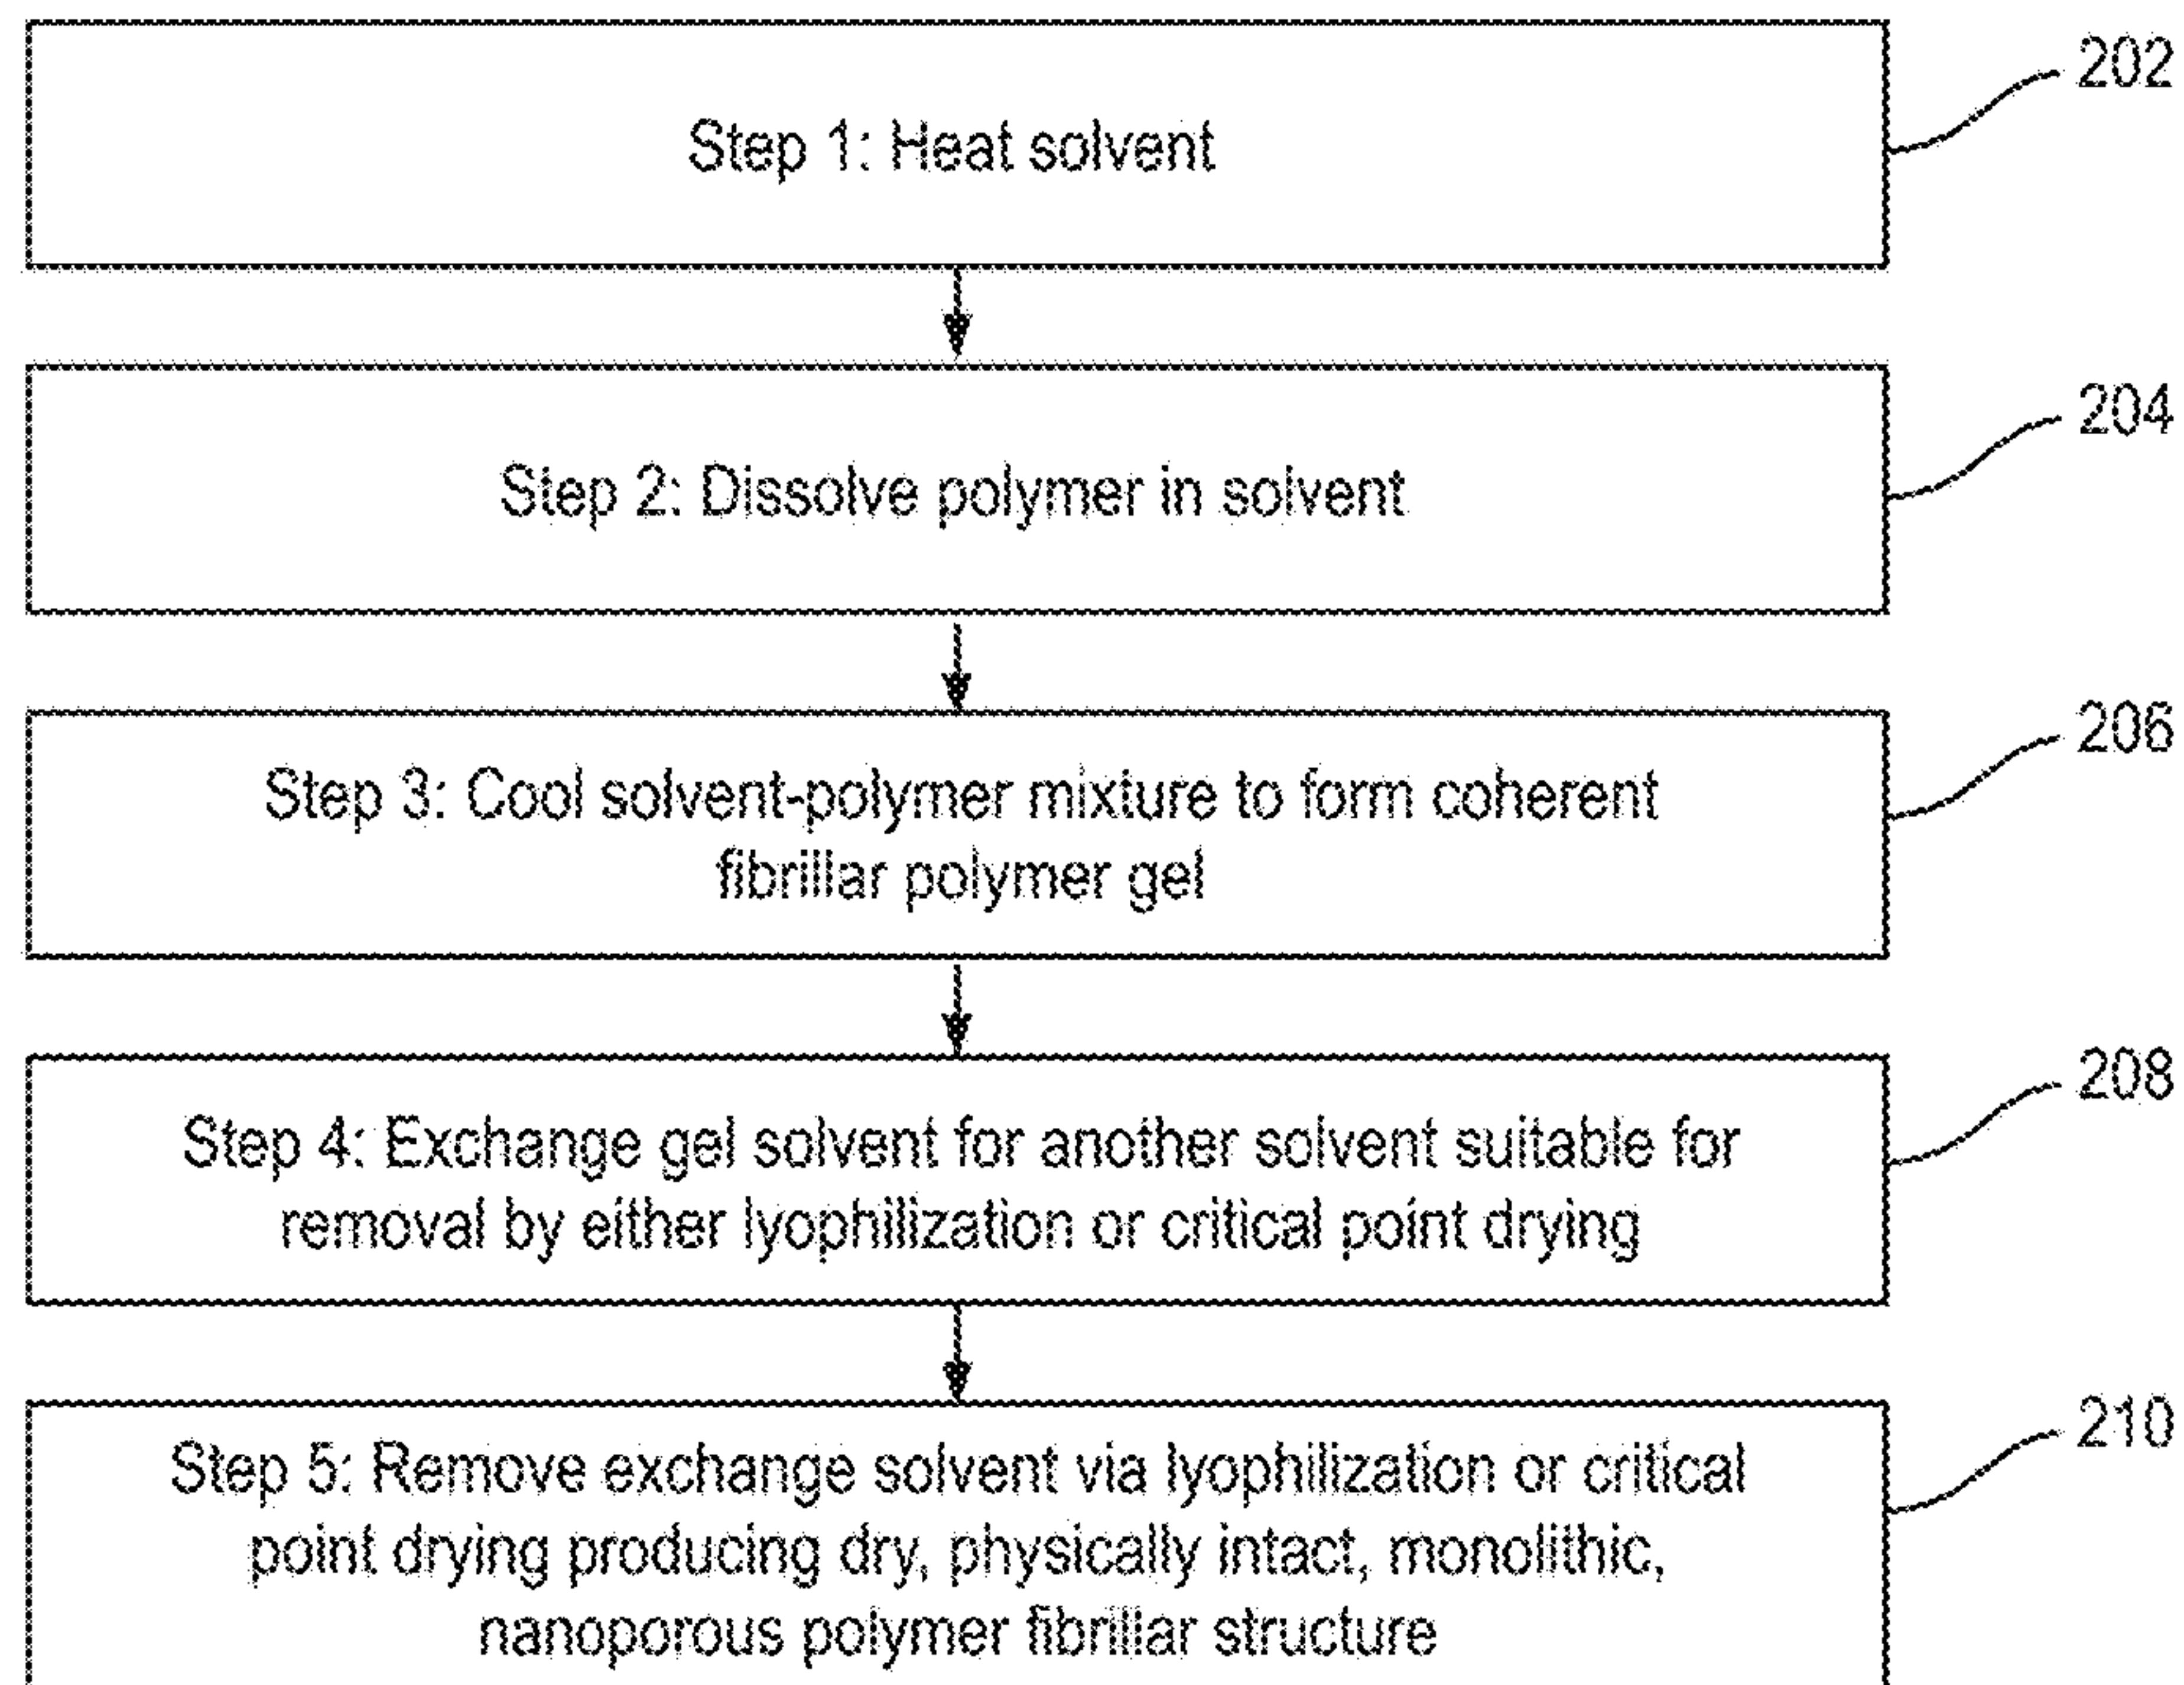 202
Step 1: Heat solvent
204
Step 2: Dissolve polymer in solvent
206
Step 3: Cool solvent-polymer mixture to form coherent
fibrillar polymer gel
208
Step 4: Exchange gel solvent for another solvent suitable for
removal by either lyophilization or critical point drying
210
Step 5: Remove exchange solvent via lyophilization or critical
point drying producing dry, physically intact, monolithic,
nanoporous polymer fibrillar structure